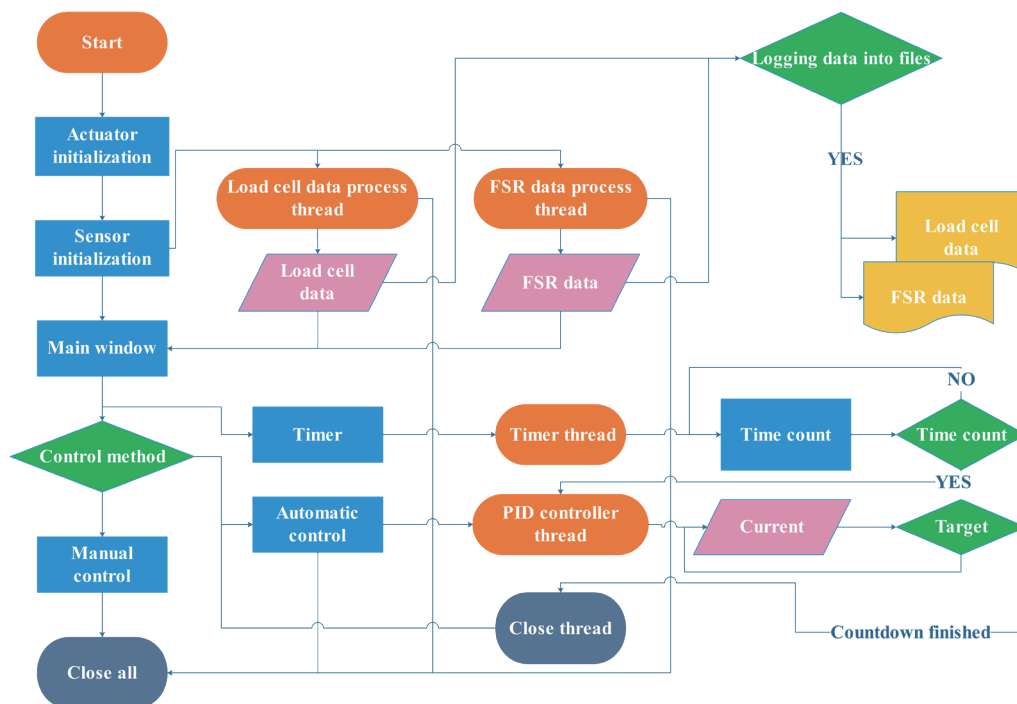 Start
Logging data into files
Actuator
initialization
YES
Load cell data process
thread
FSR data process
thread
Sensor
initialization
Load cell
data
Load cell
data
FSR data
FSR data
Main window
NO
Timer
Timer thread
Time count
Time count
Control method
YES
Automatic
control
PID controller
thread
Current
Target
Manual
control
Close thread
Countdown finished
Close all